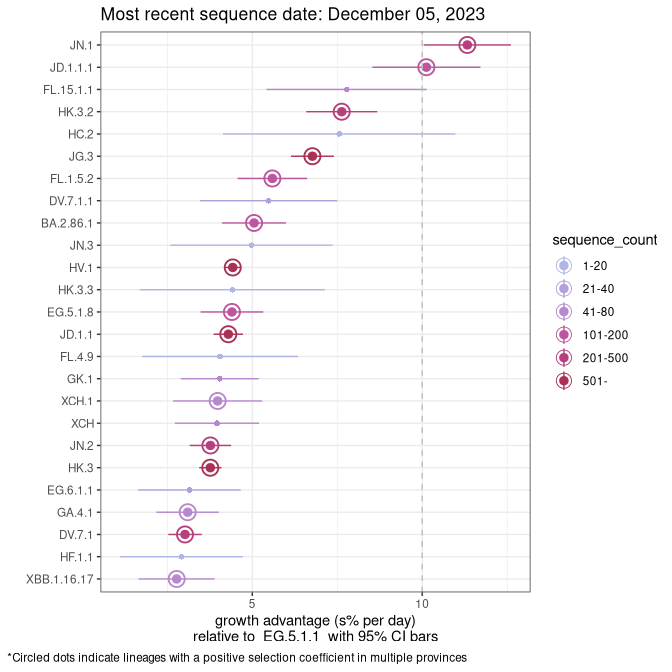 Most recent sequence date: December 05, 2023
JN.1
JD.1.1.1
FL.15.1.1
HK.3.2
HC.2
JG.3
FL.1.5.2
DV.7.1.1
BA.2.86.1
JN.3
HV.1
HK.3.3
EG.5.1.8
JD.1.1
FL.4.9
GK.1
XCH.1
XCH
JN.2
HK.3
EG.6.1.1
GA.4.1
DV.7.1
HF.1.1
XBB.1.16.17
5 10
growth advantage (s% per day)
relative to EG.5.1.1 with 95% CI bars
sequence_count
1-20
21-40
41-80
101-200
201-500
501-
*Circled dots indicate lineages with a positive selection coefficient in multiple provinces